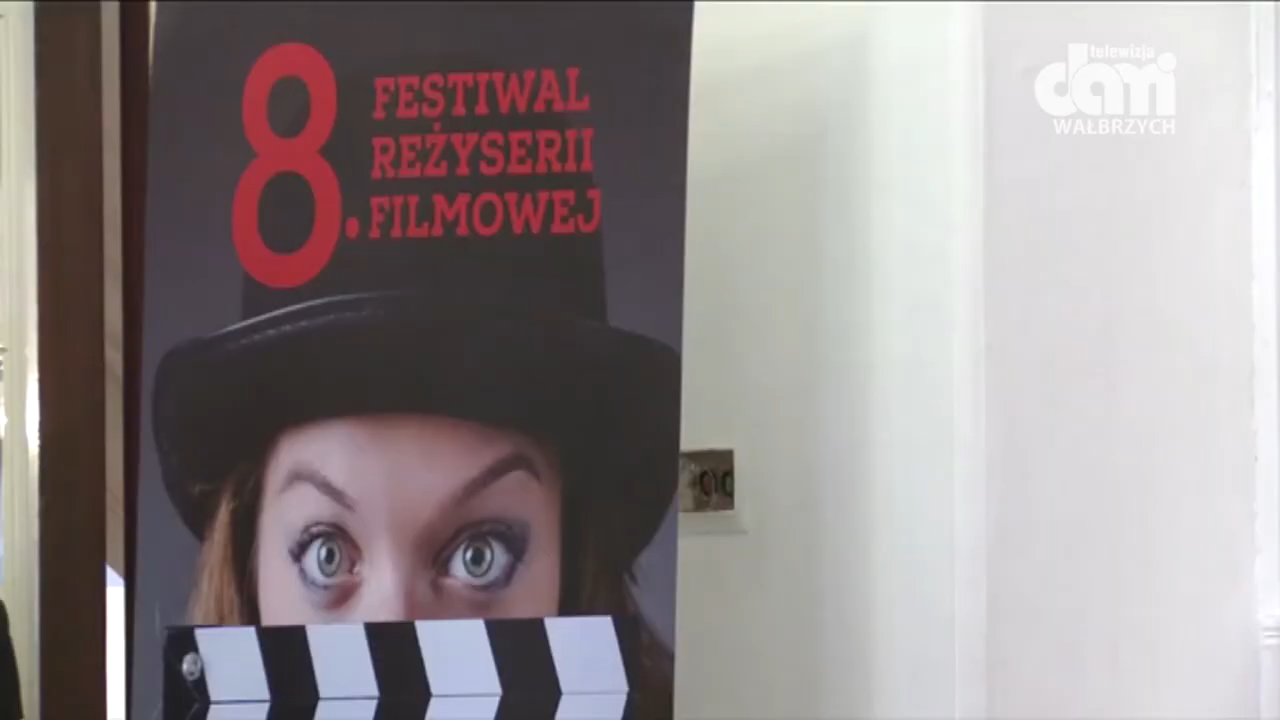 8.
FESTIWAL
REŻYSERII
FILMOWEJ
telewizja
dami
WAŁBRZYCH